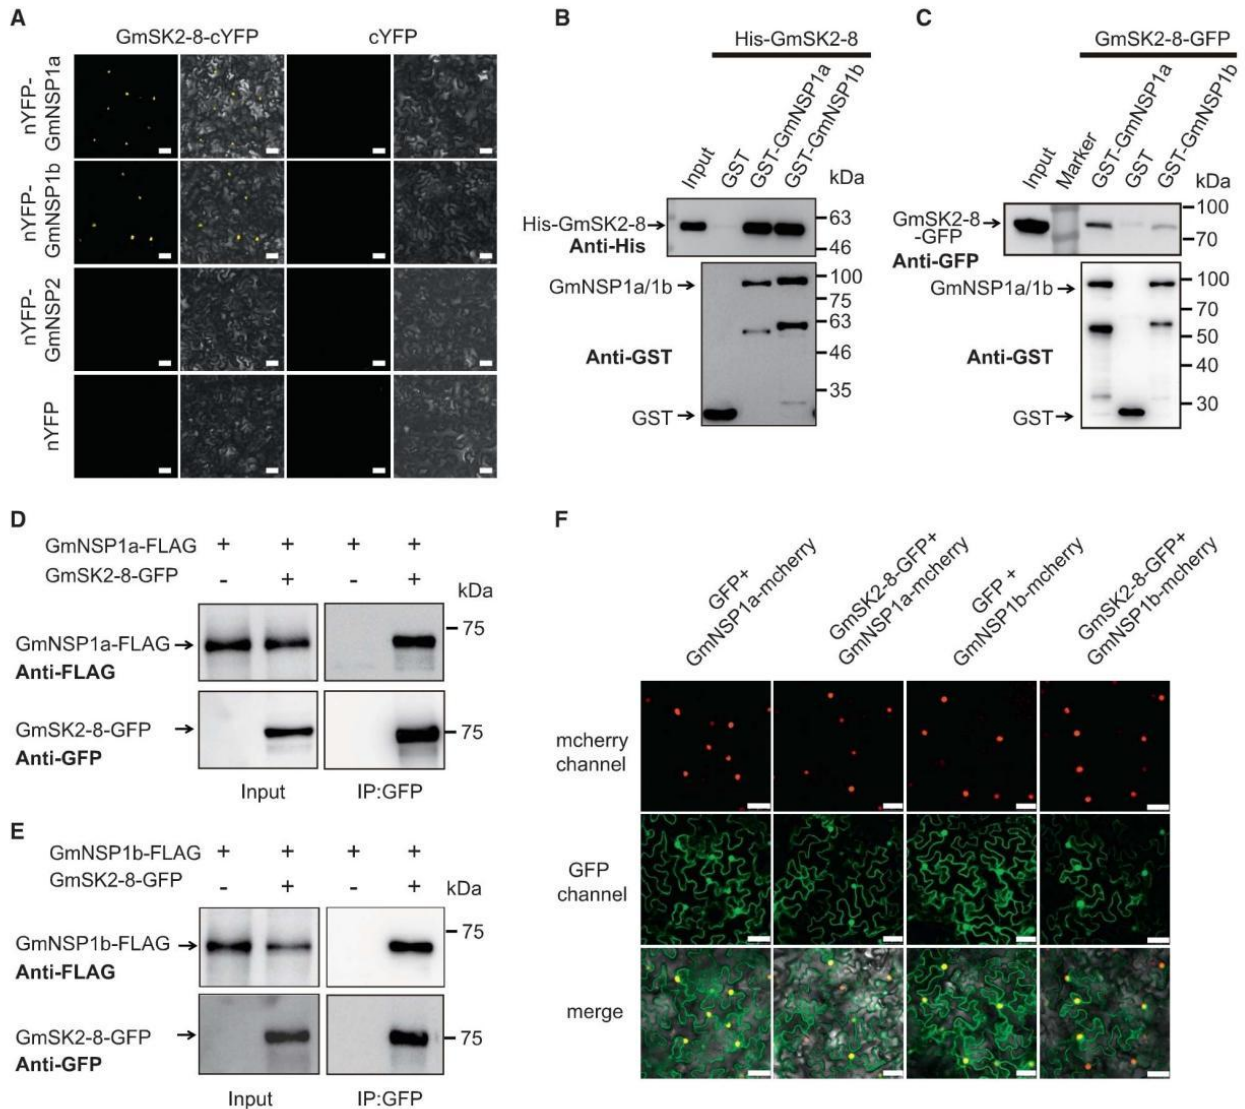 A
GmSK2-8-cYFP cYFP
nYFP-
GmNSP1a
nYFP-
GmNSP1b
nYFP-
GmNSP2
nYFP
B
His-GmSK2-8
Input GST GST-GmNSP1a GST-GmNSP1b kDa
His-GmSK2-8
Anti-His
63
46
GmNSP1a/1b
Anti-GST
GST
100
75
63
46
35
C
GmSK2-8-GFP
Input Marker GST-GmNSP1a GST GST-GmNSP1b kDa
GmSK2-8
-GFP
Anti-GFP
100
70
GmNSP1a/1b
Anti-GST
GST
100
70
50
40
30
D
GmNSP1a-FLAG + + + +
GmSK2-8-GFP - + - +
kDa
GmNSP1a-FLAG
Anti-FLAG
75
GmSK2-8-GFP
Anti-GFP
75
Input IP:GFP
E
GmNSP1b-FLAG + + + +
GmSK2-8-GFP - + - + kDa
GmNSP1b-FLAG
Anti-FLAG
75
GmSK2-8-GFP
Anti-GFP
75
Input IP:GFP
F
GFP+
GmNSP1a-mcherry
GmSK2-8-GFP+
GmNSP1a-mcherry
GFP +
GmNSP1b-mcherry
GmSK2-8-GFP+
GmNSP1b-mcherry
mcherry
channel
GFP
channel
merge